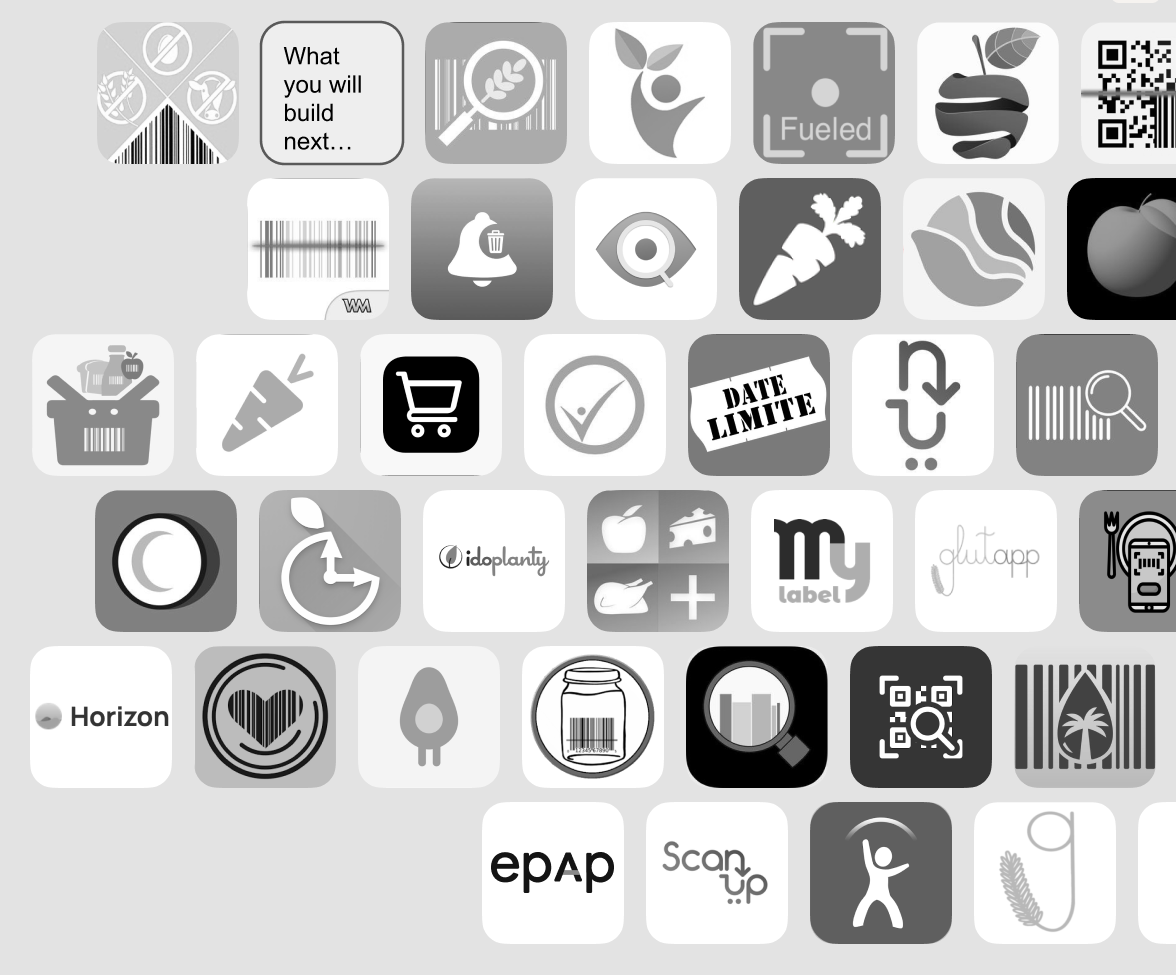 What
you will
build
next...
Fueled
WM
DATE
LIMITE
idoplanty
my
label
glutapp
Horizon
epap
Scan
up